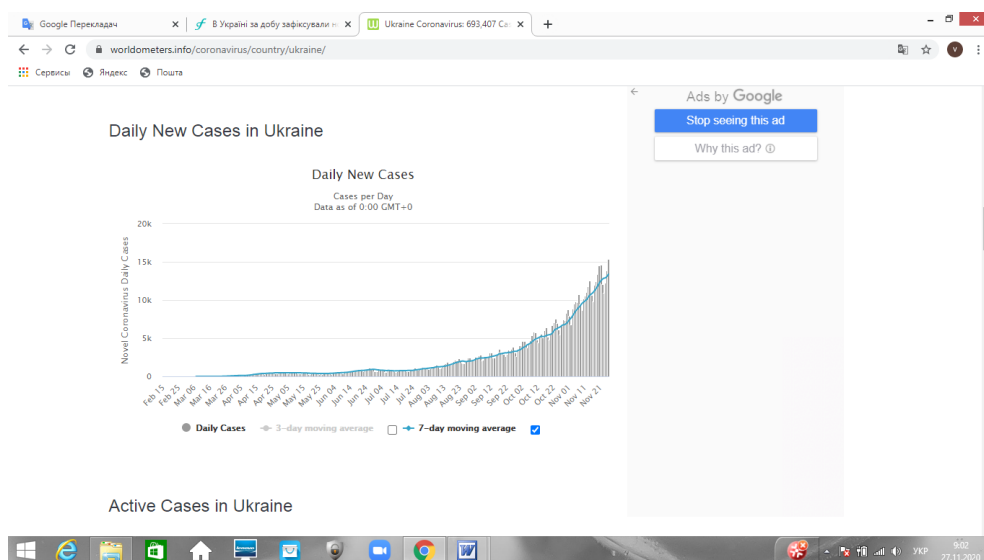 Google Перекладач
В Україні за добу зафіксували н
Ukraine Coronavirus: 693,407 Ca
worldometers.info/coronavirus/country/ukraine/
V
Сервисы
Яндекс
Пошта
Ads by Google
Stop seeing this ad
Why this ad?
Daily New Cases in Ukraine
Daily New Cases
Cases per Day
Data as of 0:00 GMT+0
Novel Coronavirus Daily Cases
20k
15k
10k
5k
0
Feb 15
Feb 25
Mar 06
Mar 16
Mar 26
Apr 05
Apr 15
Apr 25
May 05
May 15
May 25
Jun 04
Jun 14
Jun 24
Jul 04
Jul 14
Jul 24
Aug 03
Aug 13
Aug 23
Sep 02
Sep 12
Sep 22
Oct 02
Oct 12
Oct 22
Nov 01
Nov 11
Nov 21
Daily Cases
3-day moving average
7-day moving average
Active Cases in Ukraine
УКР
9:02
27.11.2020